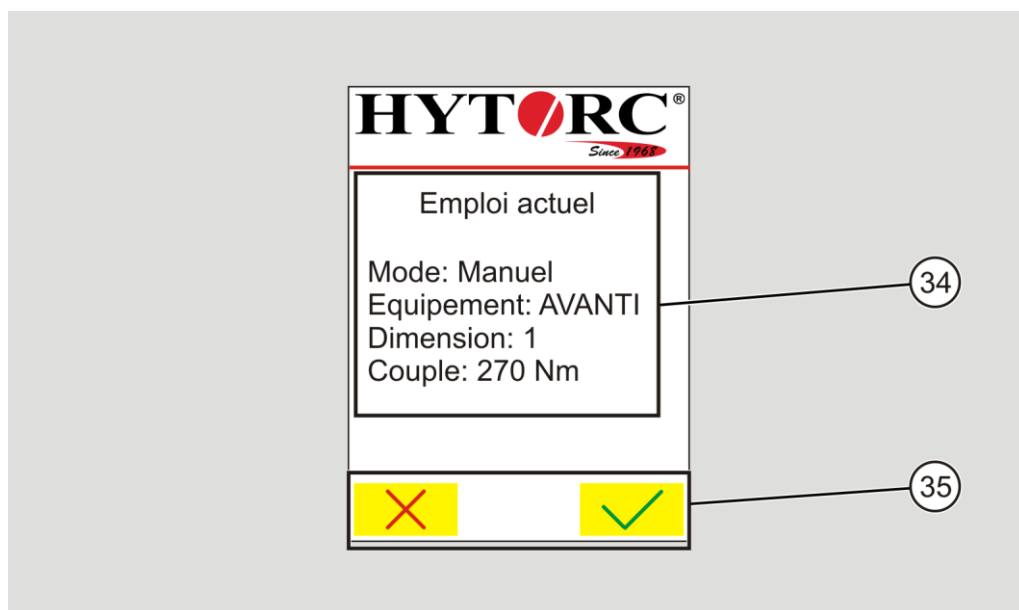 HYTORC®
Since 1968
Emploi actuel
Mode: Manuel
Equipement: AVANTI
Dimension: 1
Couple: 270 Nm
34
35